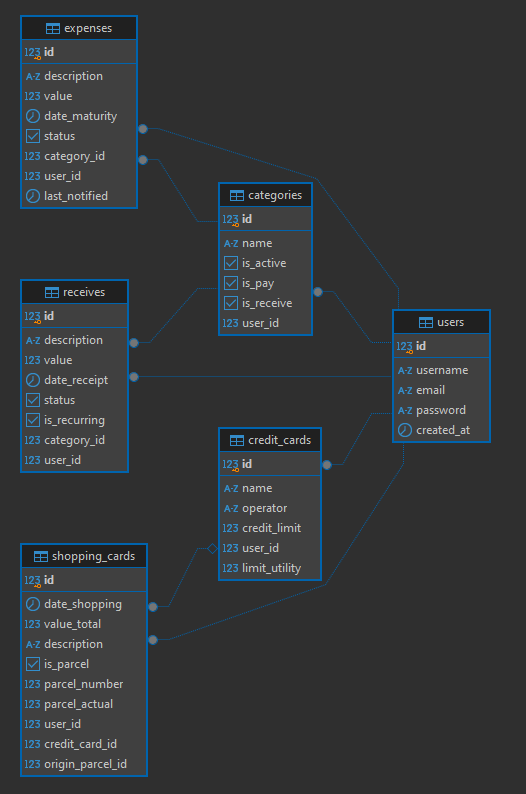 expenses
123 id
A-Z description
123 value
date_maturity
status
123 category_id
123 user_id
last_notified
categories
123 id
A-Z name
is_active
is_pay
is_receive
123 user_id
receives
123 id
A-Z description
123 value
date_receipt
status
is_recurring
123 category_id
123 user_id
users
123 id
A-Z username
A-Z email
A-Z password
created_at
credit_cards
123 id
A-Z name
A-Z operator
123 credit_limit
123 user_id
123 limit_utility
shopping_cards
123 id
date_shopping
123 value_total
A-Z description
is_parcel
123 parcel_number
123 parcel_actual
123 user_id
123 credit_card_id
123 origin_parcel_id